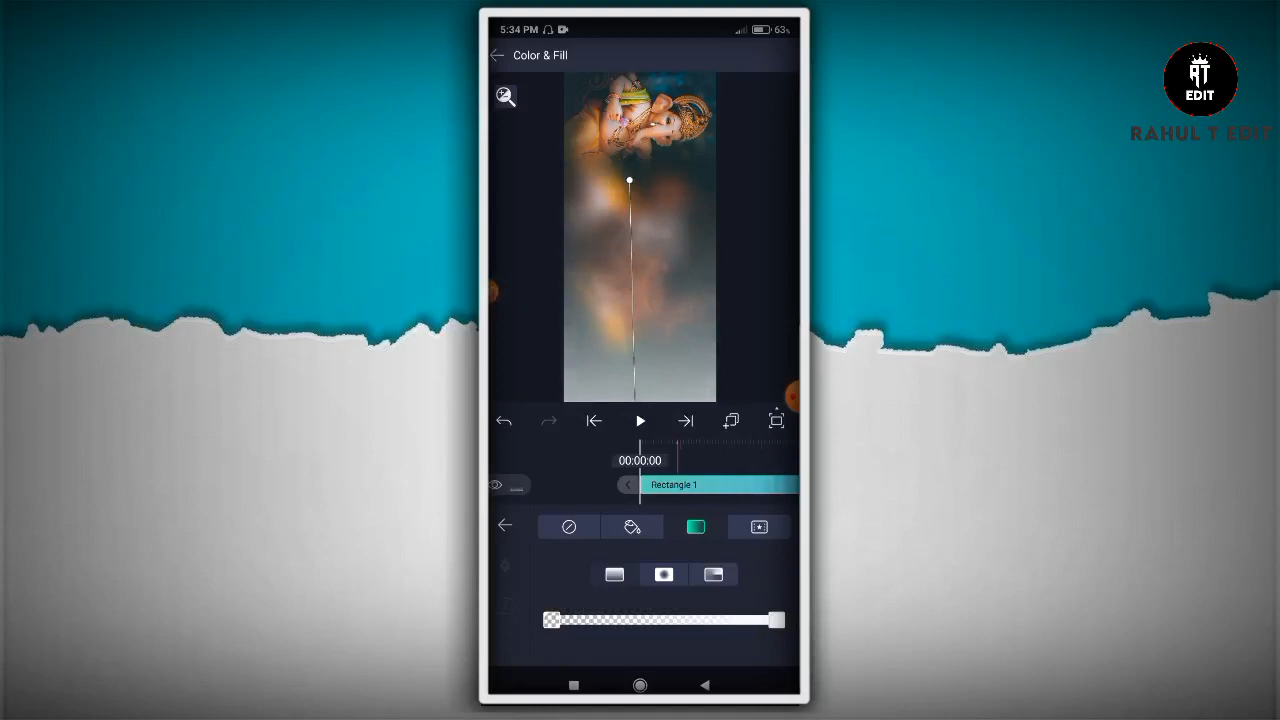 5:34 PM
63%
Color & Fill
00:00:00
Rectangle 1
RT
EDIT
RAHUL T EDIT